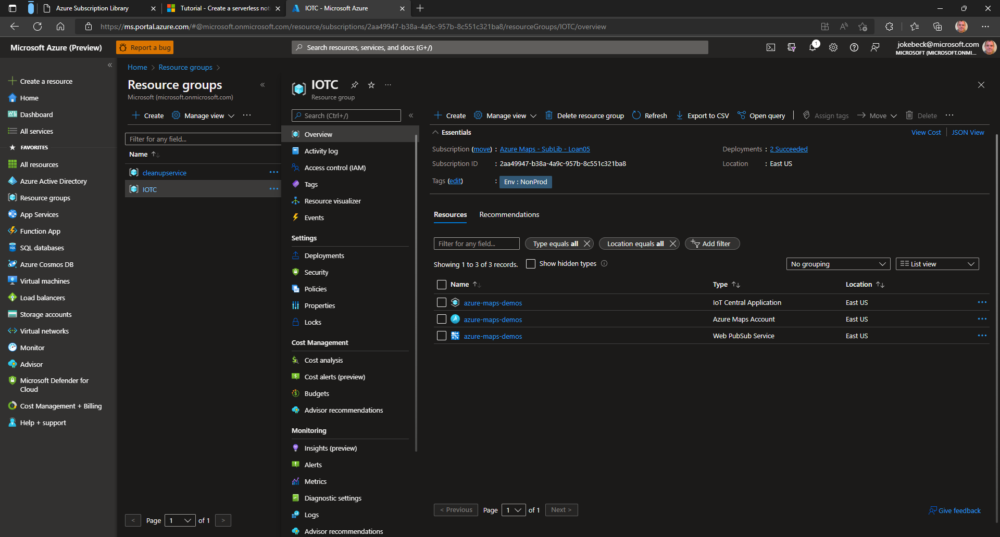 Azure Subscription Library
Tutorial - Create a serverless not
IOTC - Microsoft Azure
https://ms.portal.azure.com/#@microsoft.onmicrosoft.com/resource/subscriptions/2aa49947-b38a-4a9c-957b-8c551c321ba8/resourceGroups/IOTC/overview
Microsoft Azure (Preview)
Report a bug
Search resources, services, and docs (G+/)
1
jokebeck@microsoft.com
MICROSOFT (MICROSOFT.ONMI...
Create a resource
Home
Dashboard
All services
FAVORITES
All resources
Azure Active Directory
Resource groups
App Services
Function App
SQL databases
Azure Cosmos DB
Virtual machines
Load balancers
Storage accounts
Virtual networks
Monitor
Advisor
Microsoft Defender for
Cloud
Cost Management + Billing
Help + support
Home > Resource groups >
Resource groups
Microsoft (microsoft.onmicrosoft.com)
Create
Manage view
Filter for any field...
Name
cleanupservice
IOTC
< Page 1 of 1 >
IOTC
Resource group
Search (Ctrl+/)
Overview
Activity log
Access control (IAM)
Tags
Resource visualizer
Events
Settings
Deployments
Security
Policies
Properties
Locks
Cost Management
Cost analysis
Cost alerts (preview)
Budgets
Advisor recommendations
Monitoring
Insights (preview)
Alerts
Metrics
Diagnostic settings
Logs
Advisor recommendations
Create
Manage view
Delete resource group
Refresh
Export to CSV
Open query
Assign tags
Move
Delete
Essentials
View Cost
JSON View
Subscription (move) : Azure Maps - SubLib - Loan05
Subscription ID : 2aa49947-b38a-4a9c-957b-8c551c321ba8
Tags (edit) : Env : NonProd
Deployments : 2 Succeeded
Location : East US
Resources
Recommendations
Filter for any field...
Type equals all
Location equals all
Add filter
Showing 1 to 3 of 3 records.
Show hidden types
No grouping
List view
Name Type Location
azure-maps-demos IoT Central Application East US
azure-maps-demos Azure Maps Account East US
azure-maps-demos Web PubSub Service East US
< Previous Page 1 of 1 Next >
Give feedback